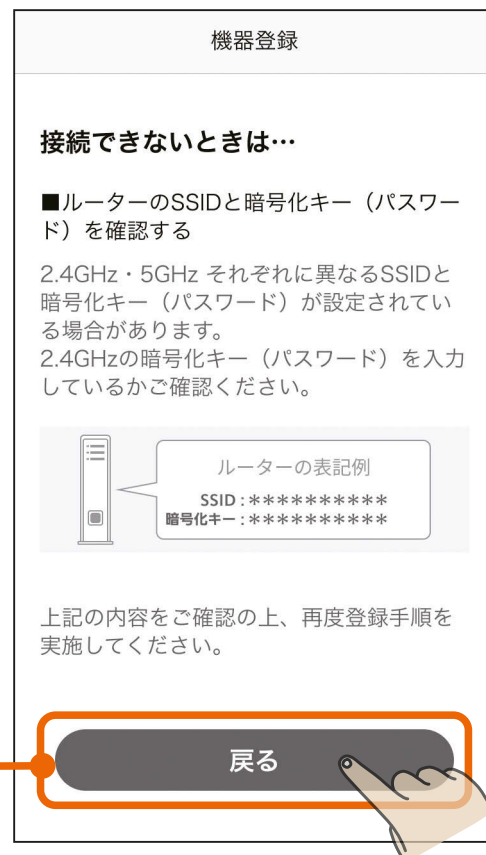 機器登録
接続できないときは…
■ルーターのSSIDと暗号化キー（パスワー
ド）を確認する
2.4GHz・5GHz それぞれに異なるSSIDと
暗号化キー（パスワード）が設定されてい
る場合があります。
2.4GHzの暗号化キー（パスワード）を入力
しているかご確認ください。
ルーターの表記例
SSID：**********
暗号化キー：**********
上記の内容をご確認の上、再度登録手順を
実施してください。
戻る